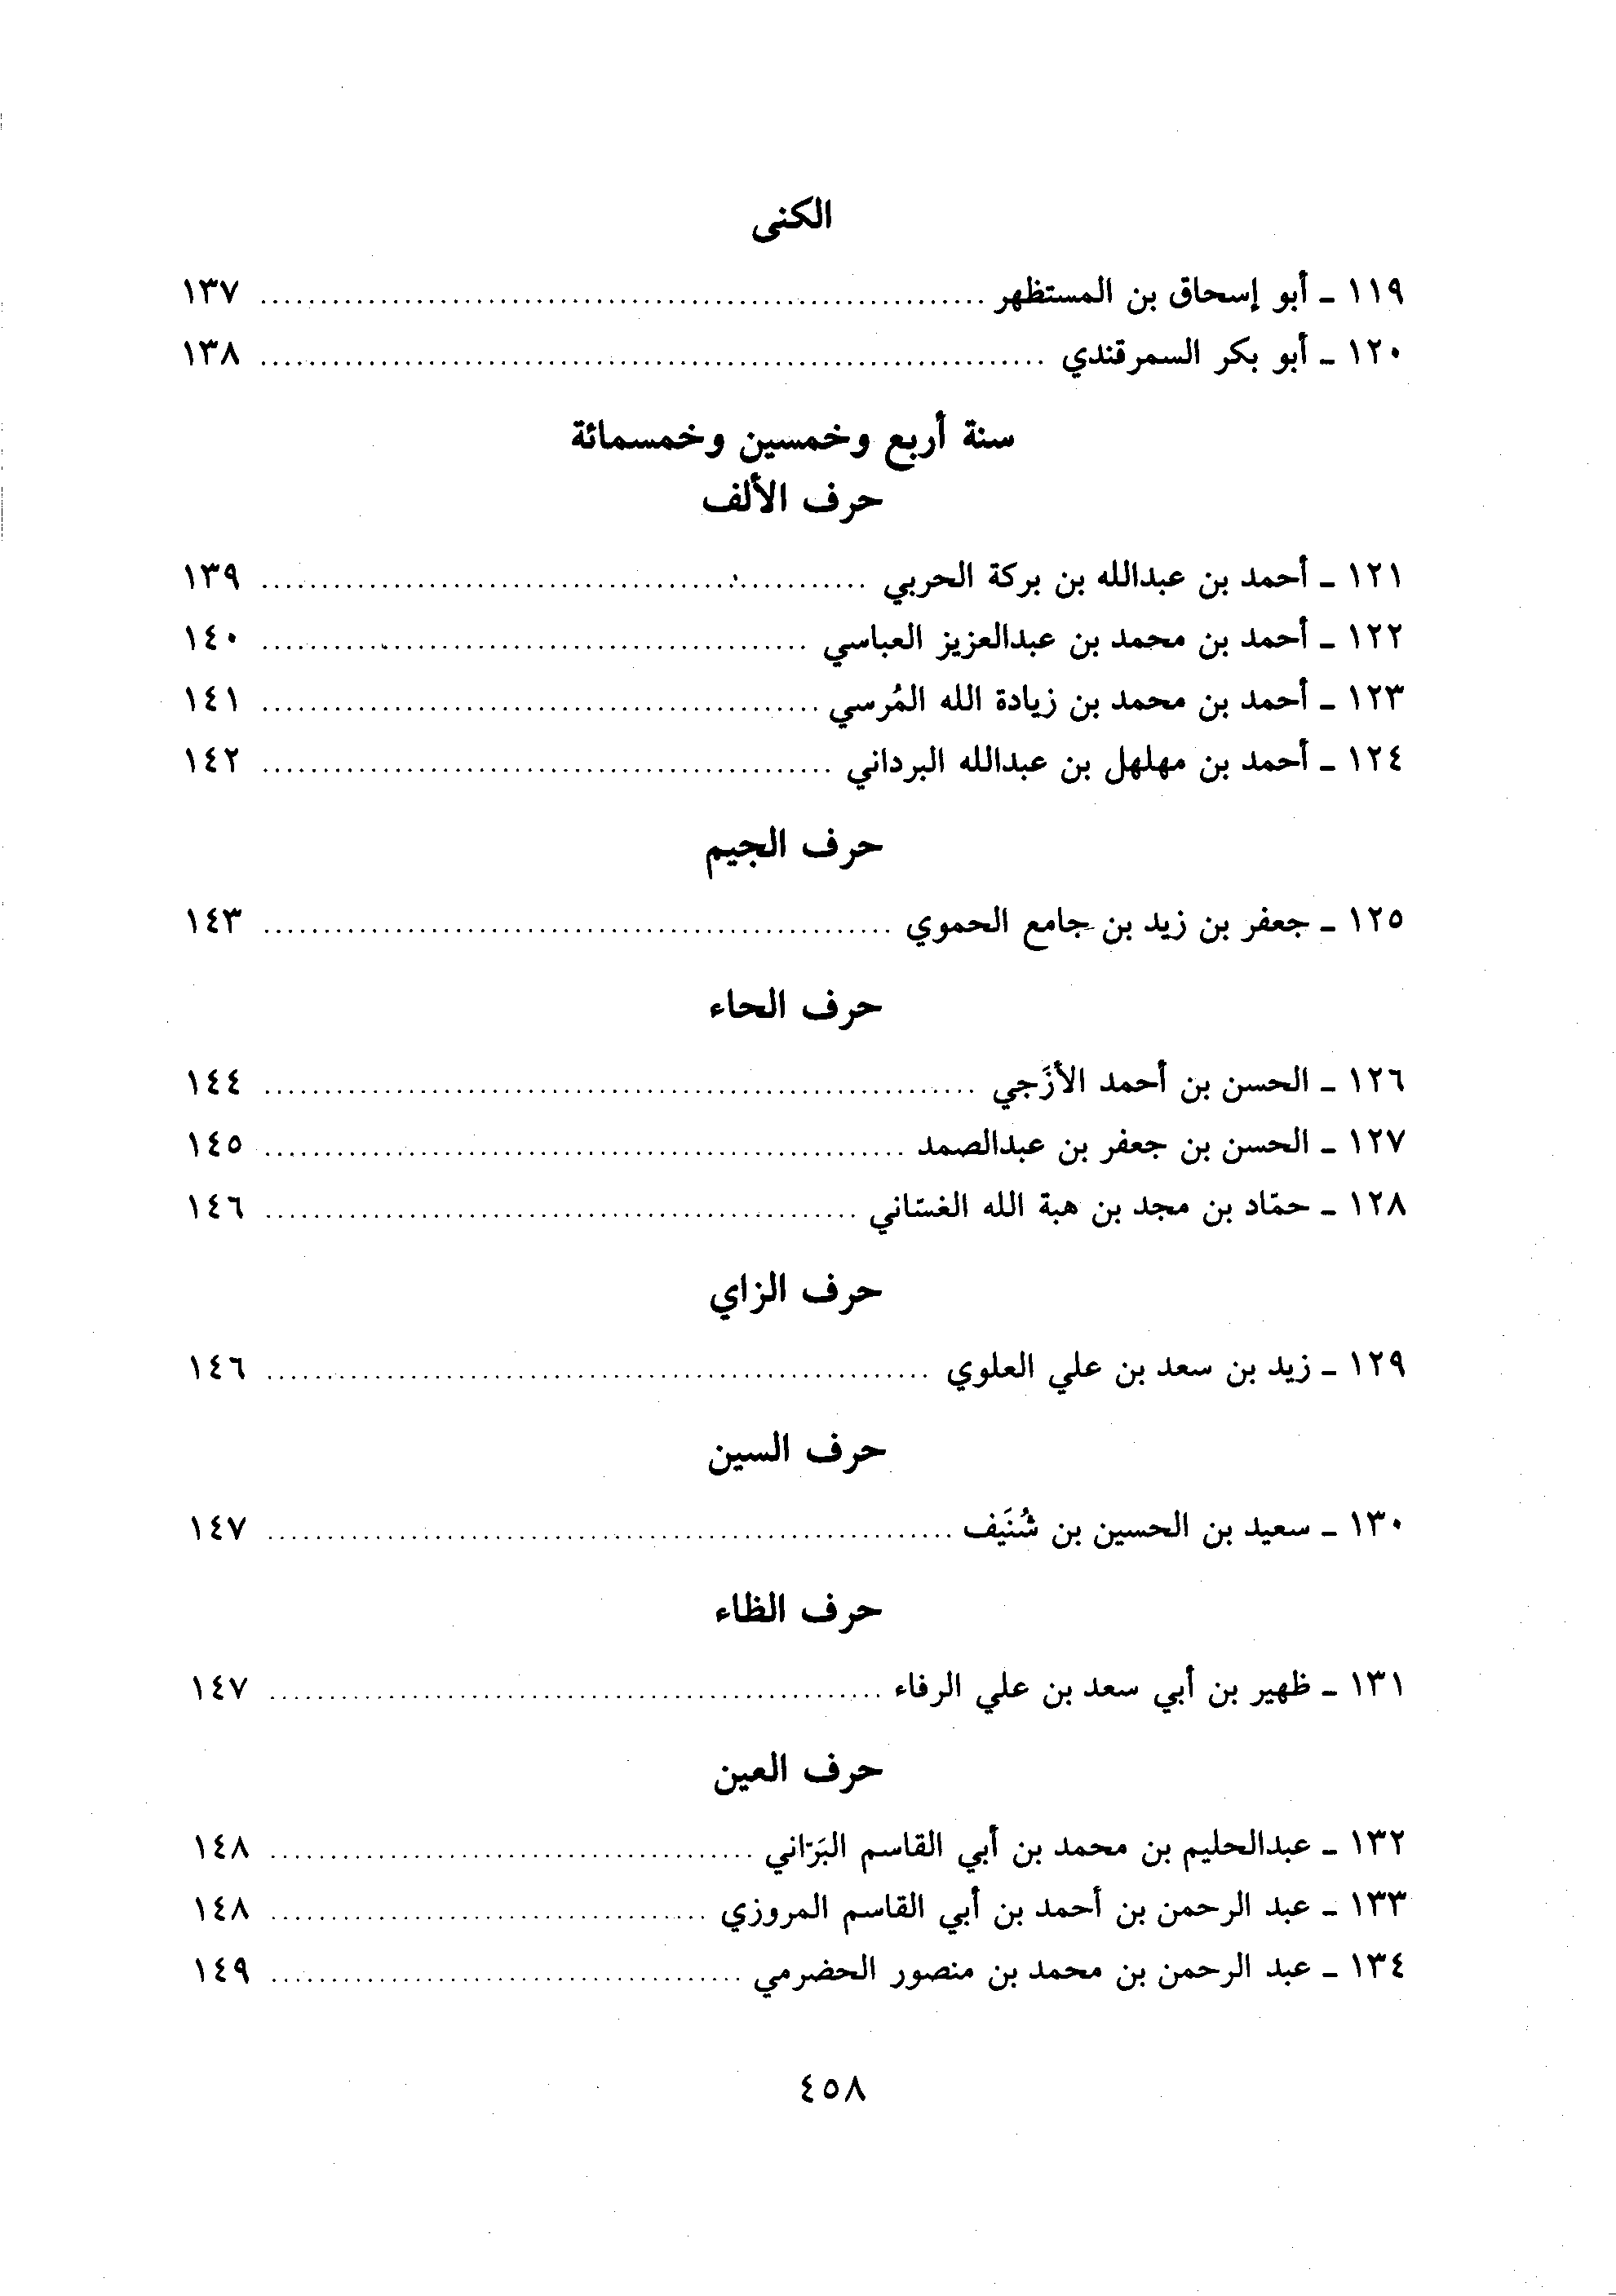 الكنى
١١٩ ـ أبو إسحاق بن المستظهر ........................................ ١٣٧
١٢٠ ـ أبو بكر السمرقندي ........................................ ١٣٨
سنة أربع وخمسين وخمسمائة
حرف الألف
١٢١ ـ أحمد بن عبدالله بن بركة الحربي ........................................ ١٣٩
١٢٢ ـ أحمد بن محمد بن عبدالعزيز العباسي ........................................ ١٤٠
١٢٣ ـ أحمد بن محمد بن زيادة الله المُرسي ........................................ ١٤١
١٢٤ ـ أحمد بن مهلهل بن عبدالله البرداني ........................................ ١٤٢
حرف الجيم
١٢٥ ـ جعفر بن زيد بن جامع الحموي ........................................ ١٤٣
حرف الحاء
١٢٦ ـ الحسن بن أحمد الأزَجي ........................................ ١٤٤
١٢٧ ـ الحسن بن جعفر بن عبدالصمد ........................................ ١٤٥
١٢٨ ـ حمّاد بن مجد بن هبة الله الغسّاني ........................................ ١٤٦
حرف الزاي
١٢٩ ـ زيد بن سعد بن علي العلوي ........................................ ١٤٦
حرف السين
١٣٠ ـ سعيد بن الحسين بن شُنَيف ........................................ ١٤٧
حرف الظاء
١٣١ ـ ظهير بن أبي سعد بن علي الرفاء ........................................ ١٤٧
حرف العين
١٣٢ ـ عبدالحليم بن محمد بن أبي القاسم البَرّاني ........................................ ١٤٨
١٣٣ ـ عبد الرحمن بن أحمد بن أبي القاسم المروزي ........................................ ١٤٨
١٣٤ ـ عبد الرحمن بن محمد بن منصور الحضرمي ........................................ ١٤٩
٤٥٨